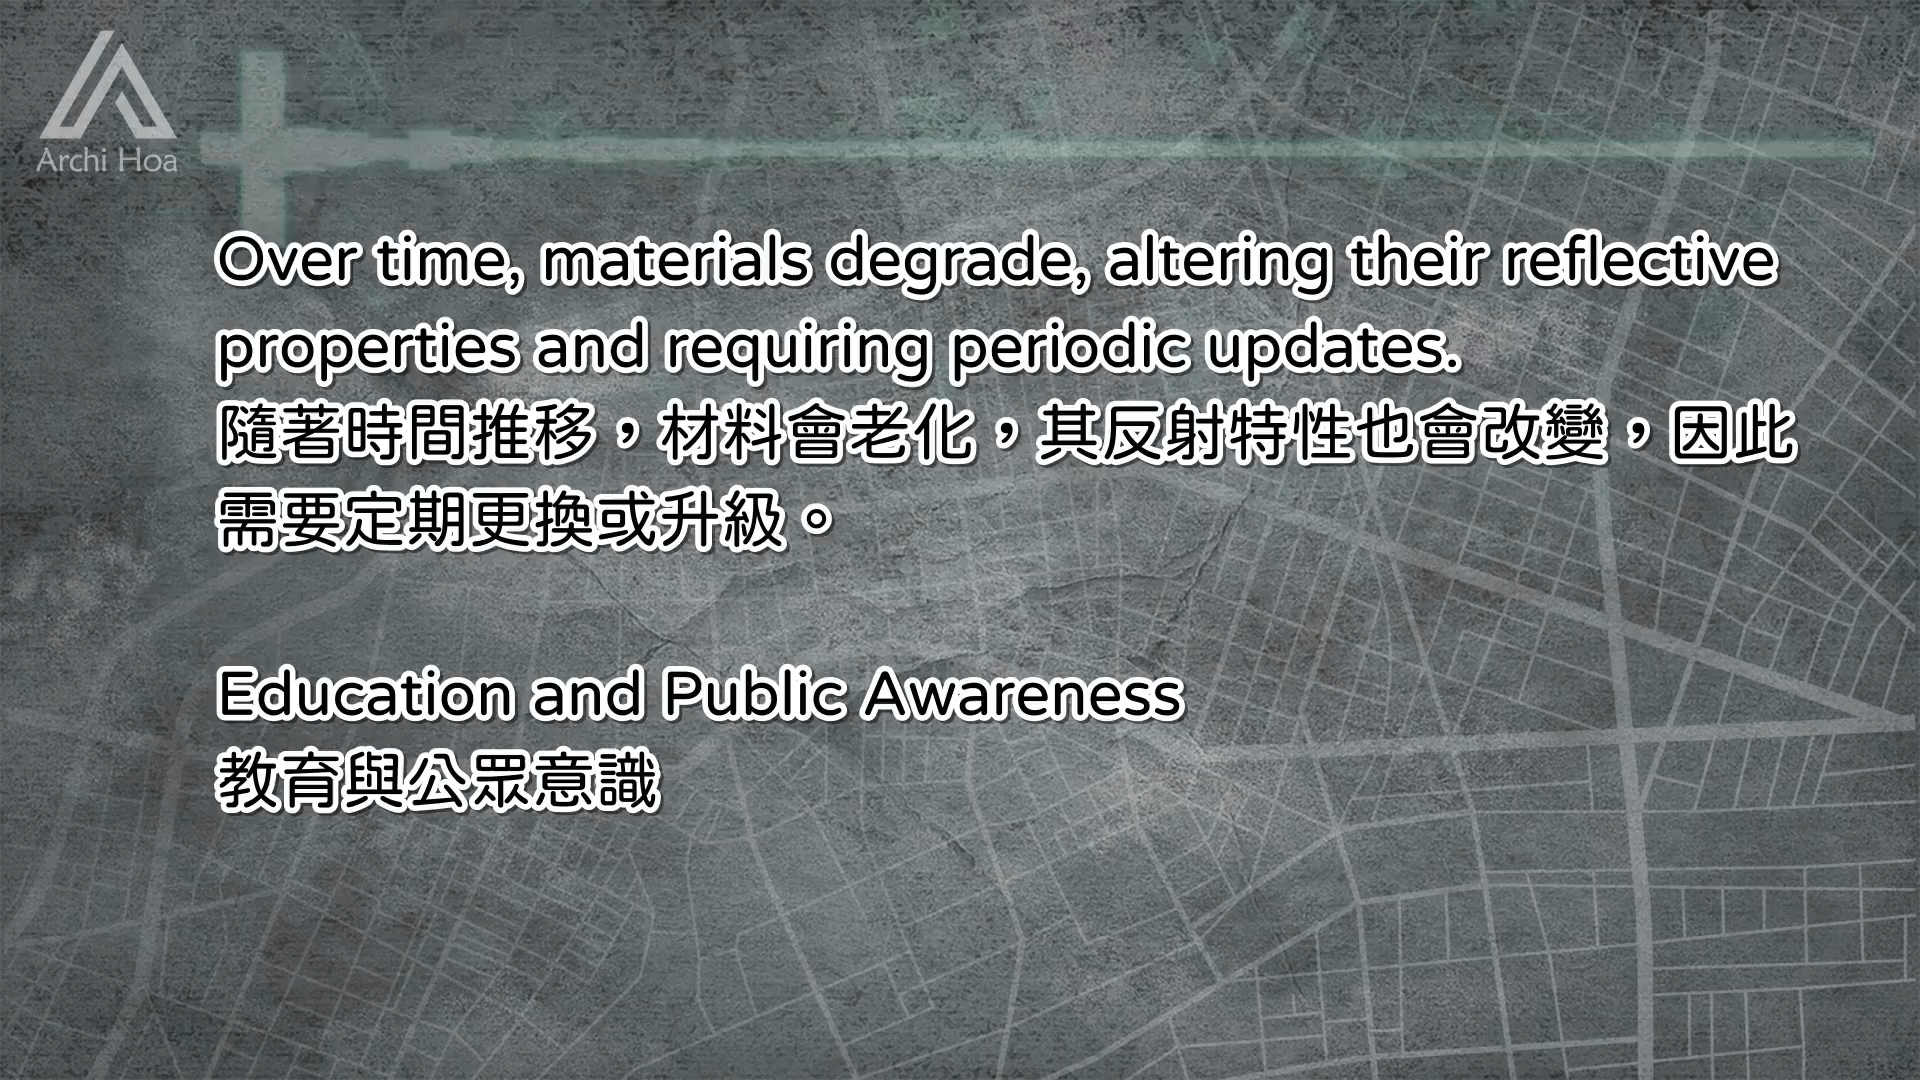 Archi Hoa
Over time, materials degrade, altering their reflective
properties and requiring periodic updates.
隨著時間推移，材料會老化，其反射特性也會改變，因此
需要定期更換或升級。
Education and Public Awareness
教育與公眾意識